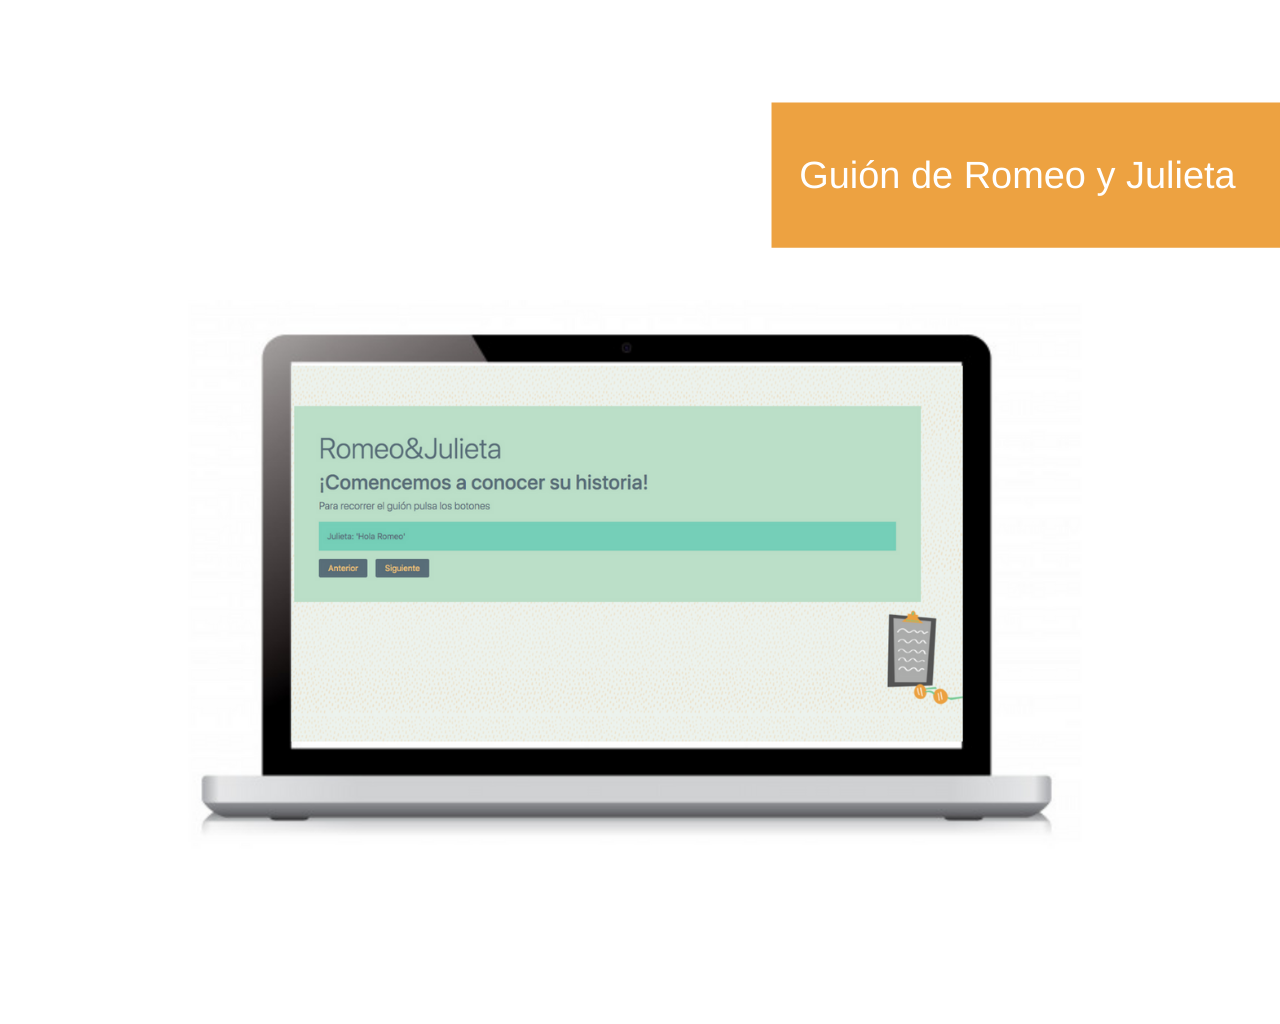 Guión de Romeo y Julieta
Romeo&Julieta
¡Comencemos a conocer su historia!
Para recorrer el guión pulsa los botones
Julieta: 'Hola Romeo'
Anterior Siguiente